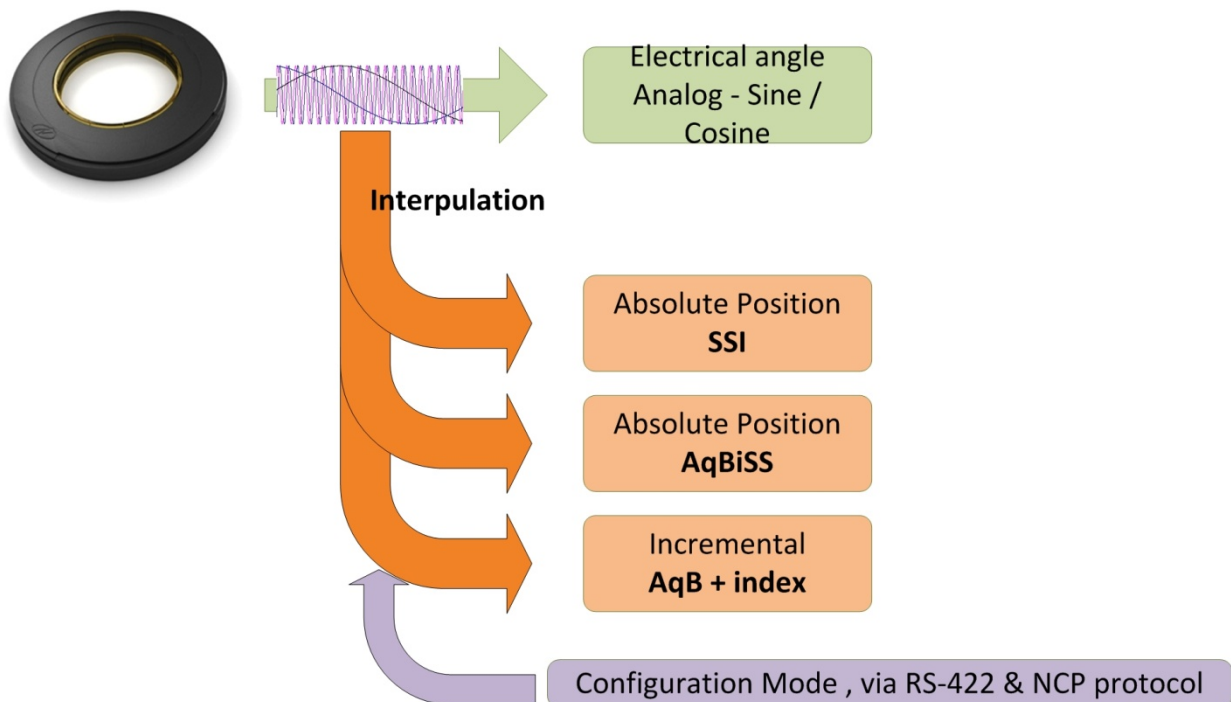 Electrical angle
Analog - Sine /
Cosine
Interpulation
Absolute Position
SSI
Absolute Position
AqBiSS
Incremental
AqB + index
Configuration Mode , via RS-422 & NCP protocol